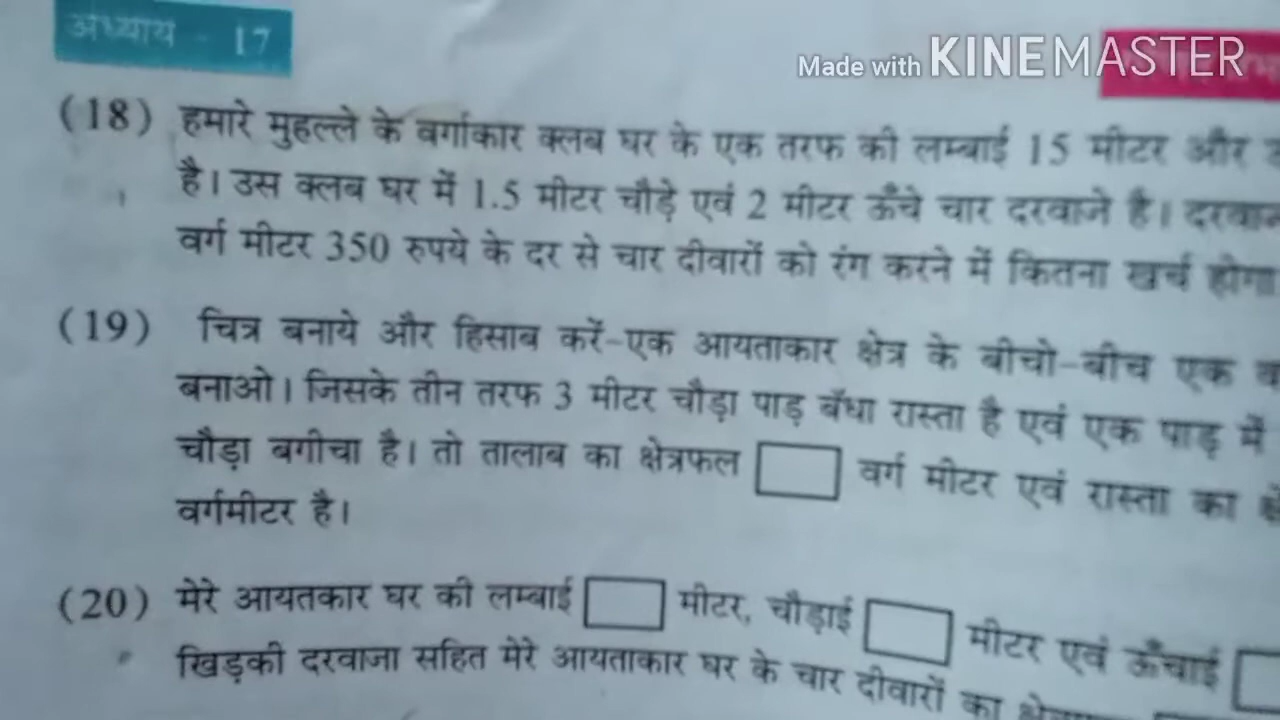 अध्याय - 17
Made with KINEMASTER
(18) हमारे मुहल्ले के वर्गाकार क्लब घर के एक तरफ की लम्बाई 15 मीटर और
है। उस क्लब घर में 1.5 मीटर चौड़े एवं 2 मीटर ऊँचे चार दरवाजे है।
वर्ग मीटर 350 रुपये के दर से चार दीवारों को रंग करने में कितना खर्च होगा
(19) चित्र बनाये और हिसाब करें-एक आयताकार क्षेत्र के बीचो-बीच एक
बनाओ। जिसके तीन तरफ 3 मीटर चौड़ा पाड़ बँधा रास्ता है एवं एक पाड़ में
चौड़ा बगीचा है। तो तालाब का क्षेत्रफल वर्ग मीटर एवं रास्ता का
वर्गमीटर है।
(20) मेरे आयतकार घर की लम्बाई मीटर, चौड़ाई मीटर एवं ऊँचाई
खिड़की दरवाजा सहित मेरे आयताकार घर के चार दीवारों का